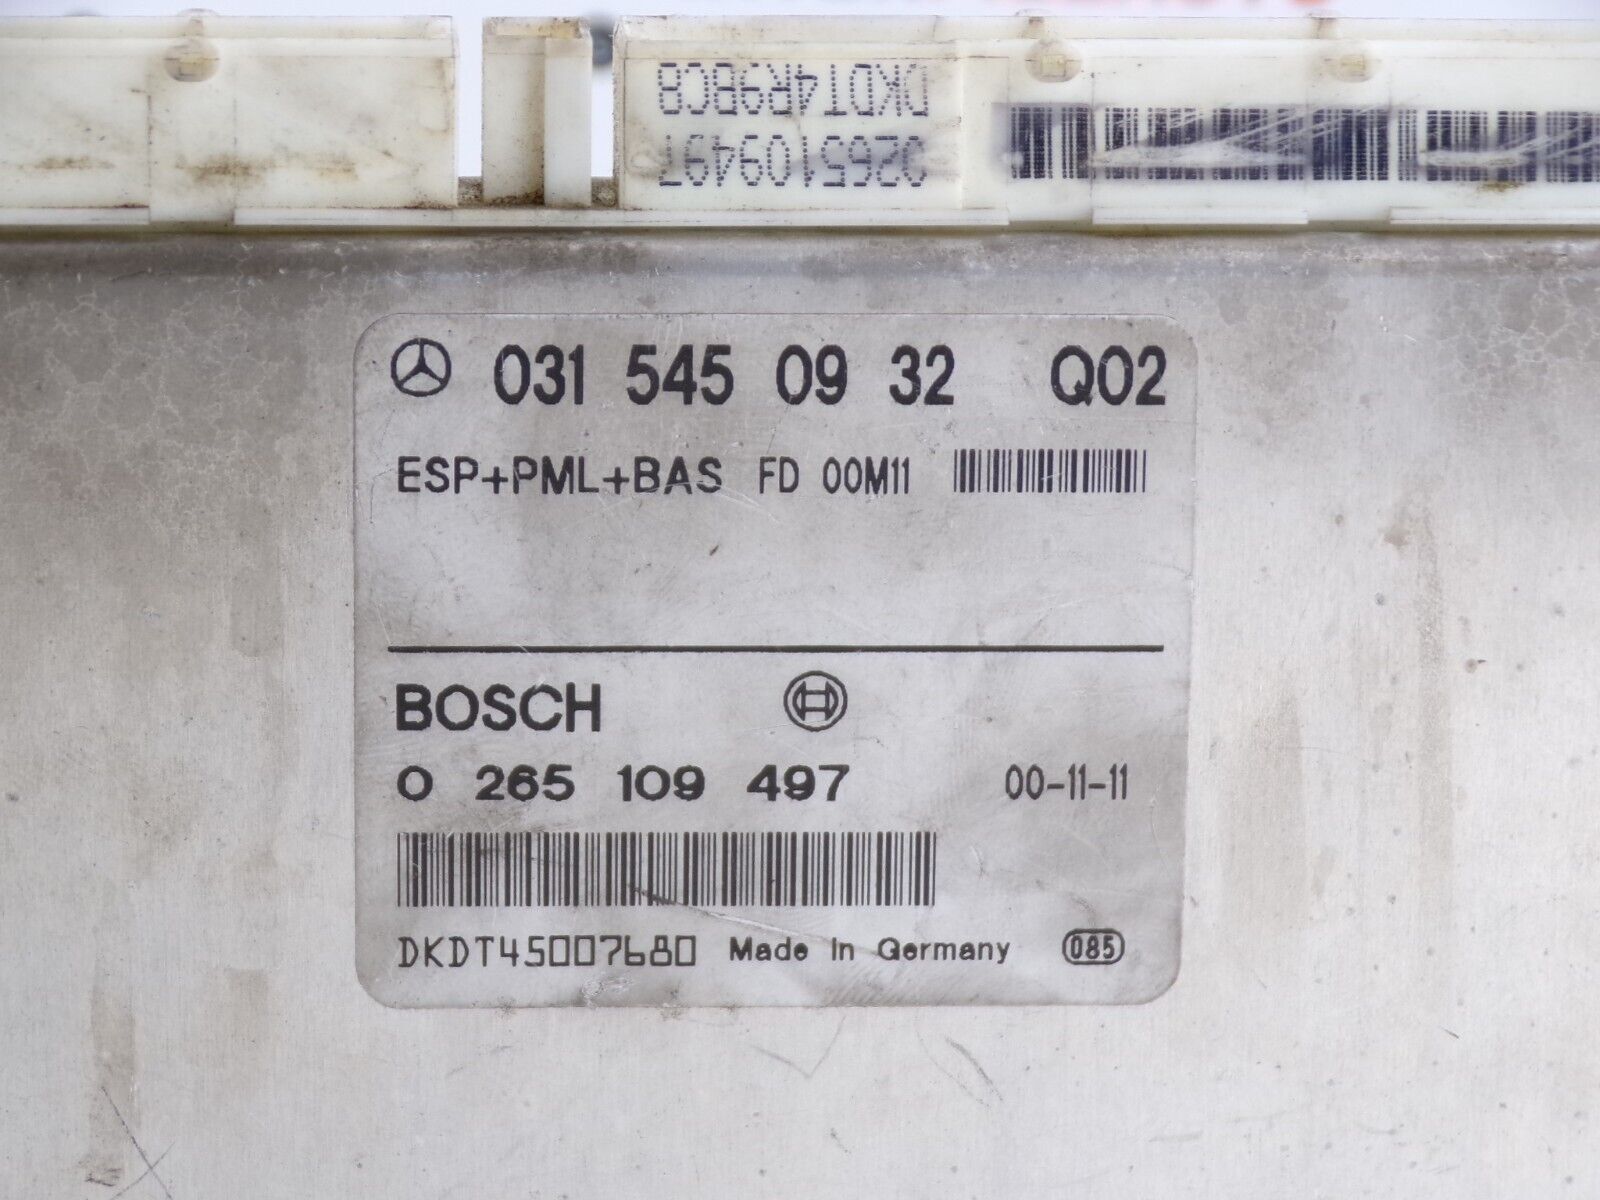 DKDT4R9BCB
0265109497
031 545 09 32 Q02
ESP+PML+BAS FD 00M11
BOSCH
0 265 109 497 00-11-11
DKDT45007680 Made in Germany 085